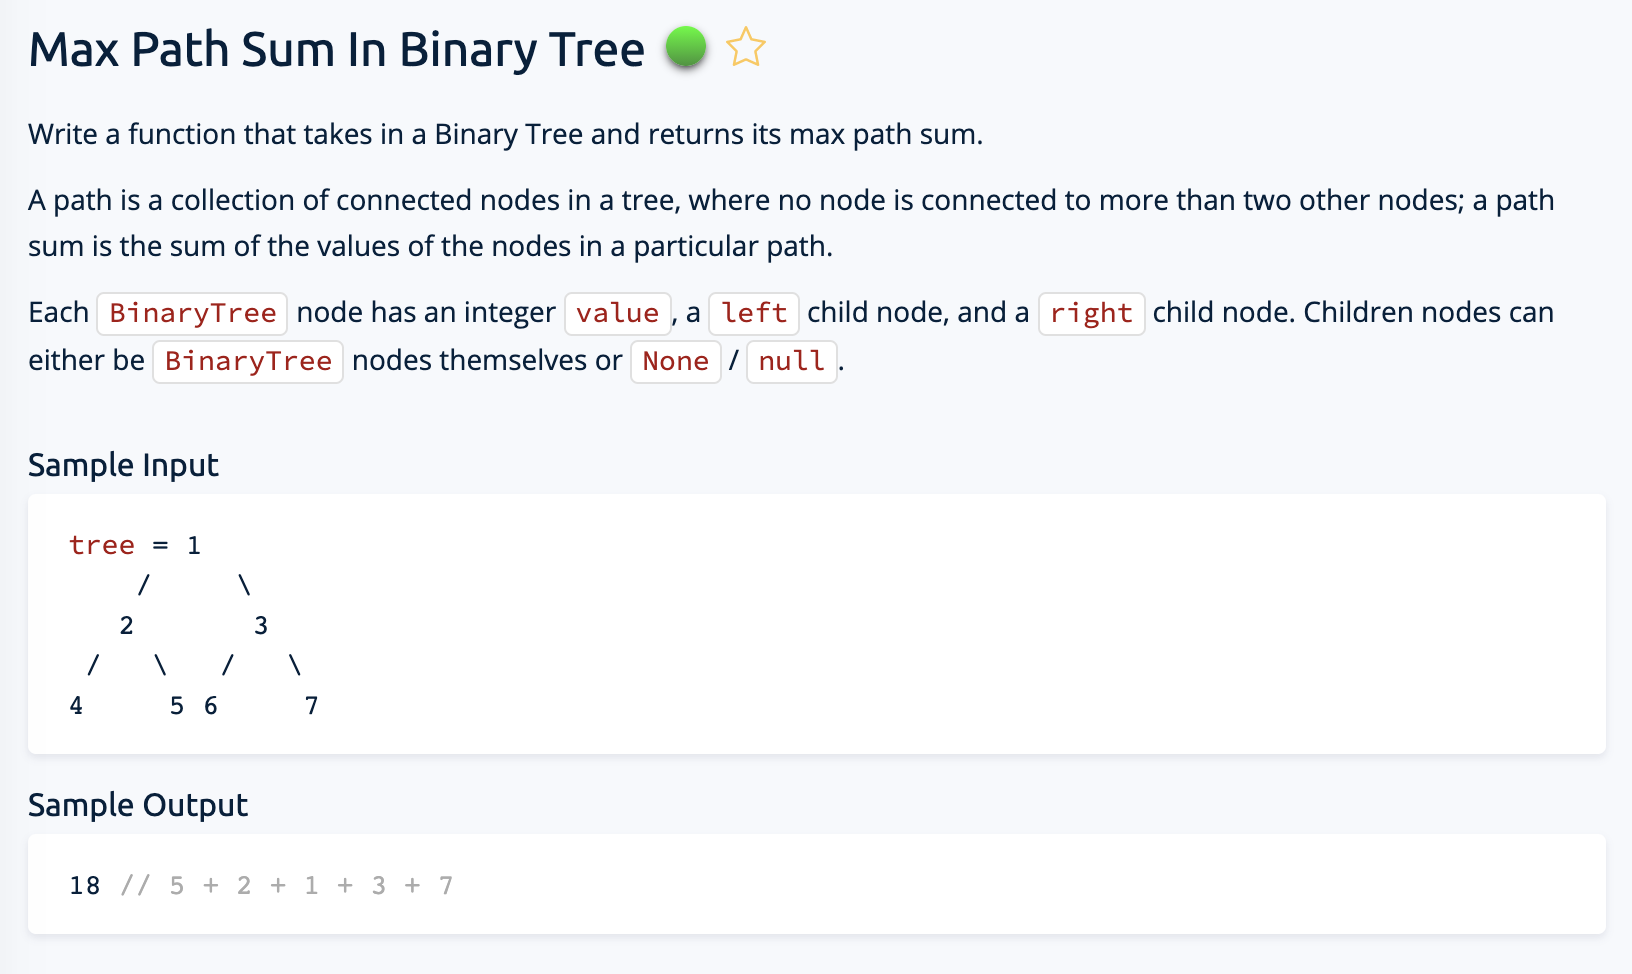 Max Path Sum In Binary Tree
Write a function that takes in a Binary Tree and returns its max path sum.
A path is a collection of connected nodes in a tree, where no node is connected to more than two other nodes; a path
sum is the sum of the values of the nodes in a particular path.
Each BinaryTree node has an integer value, a left child node, and a right child node. Children nodes can
either be BinaryTree nodes themselves or None / null.
Sample Input
tree = 1
    /     \
   2       3
 /   \   /   \
4     5 6     7
Sample Output
18 // 5 + 2 + 1 + 3 + 7